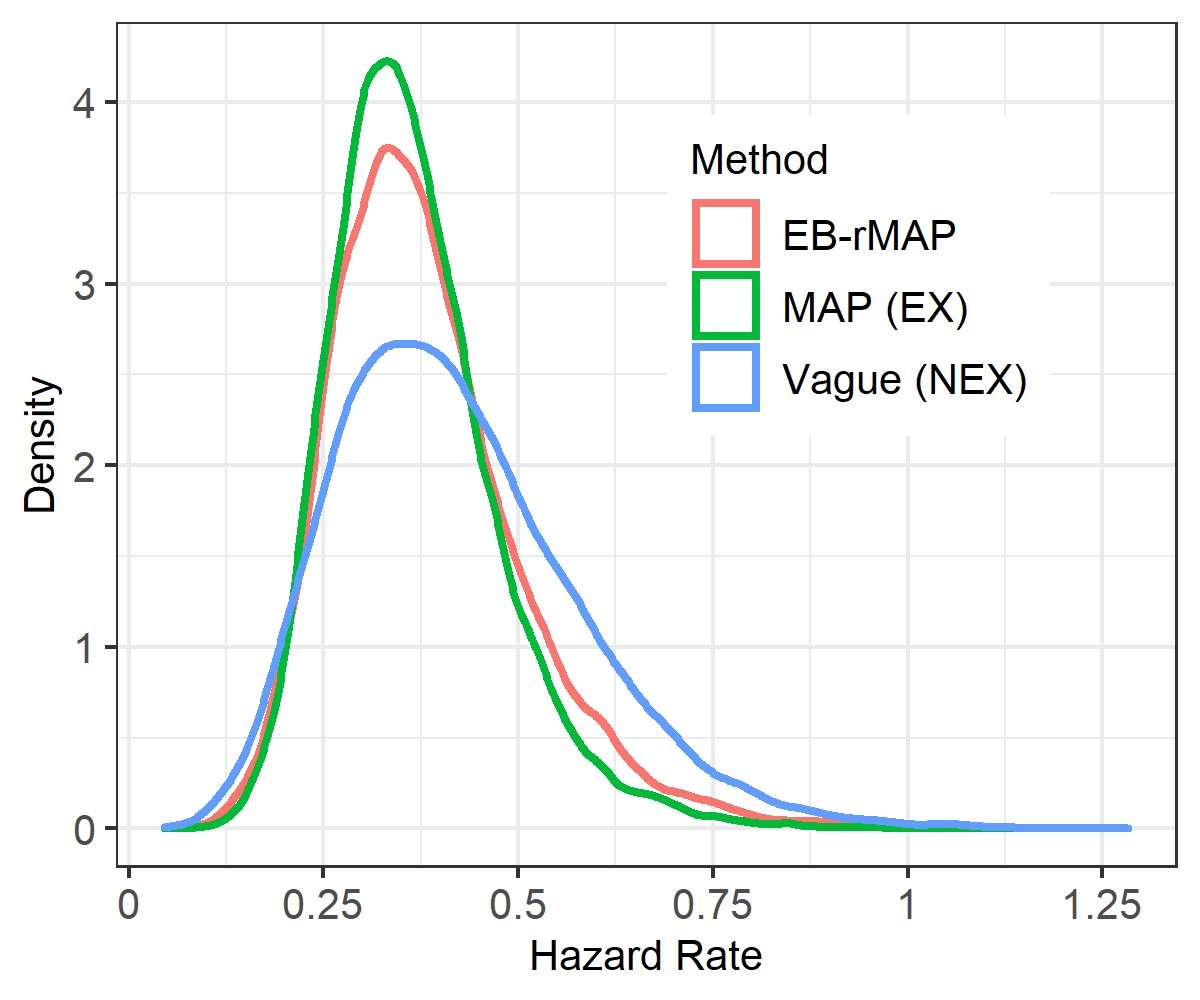 Density
4
3
2
1
0
Method
EB-rMAP
MAP (EX)
Vague (NEX)
0 0.25 0.5 0.75 1 1.25
Hazard Rate